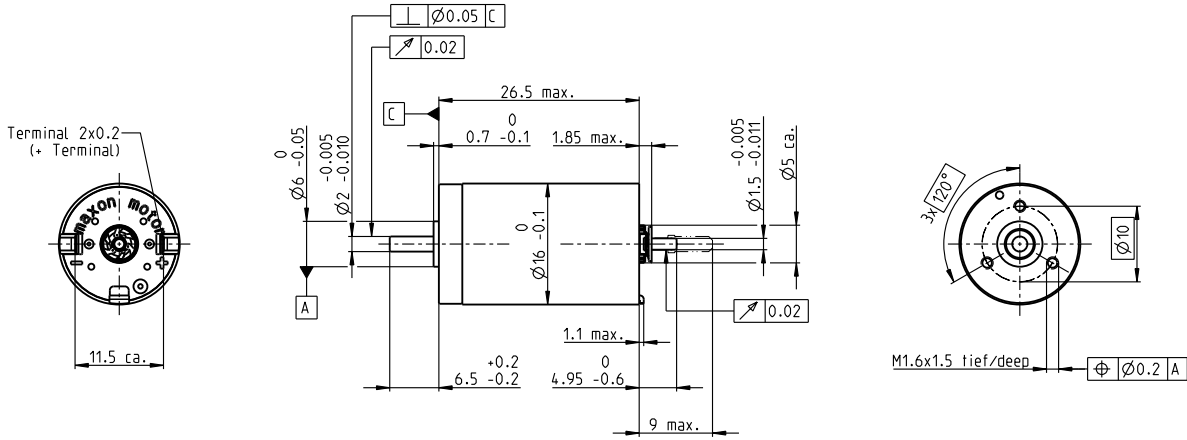 ⊥ Ø0.05 C
↗ 0.02
26.5 max.
C
Terminal 2x0.2
(+ Terminal)
0
Ø6 -0.05
-0.005
Ø2 -0.010
0
0.7 -0.1
1.85 max.
-0.005
Ø1.5 -0.011
Ø5 ca.
maxon motor
- +
0
Ø16 -0.1
3x 120°
Ø10
A
↗ 0.02
1.1 max.
11.5 ca.
+0.2
6.5 -0.2
0
4.95 -0.6
9 max.
M1.6x1.5 tief/deep
⌖ Ø0.2 A